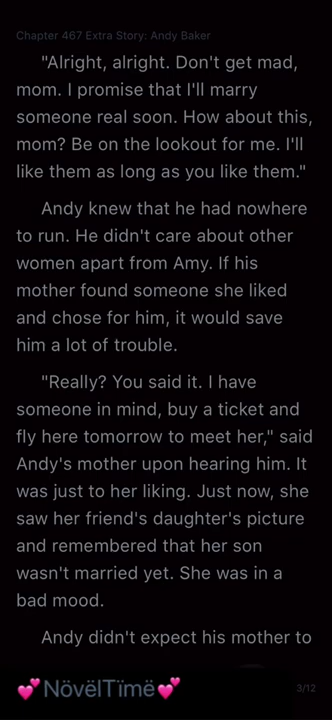 Chapter 467 Extra Story: Andy Baker
"Alright, alright. Don't get mad,
mom. I promise that I'll marry
someone real soon. How about this,
mom? Be on the lookout for me. I'll
like them as long as you like them."
Andy knew that he had nowhere
to run. He didn't care about other
women apart from Amy. If his
mother found someone she liked
and chose for him, it would save
him a lot of trouble.
"Really? You said it. I have
someone in mind, buy a ticket and
fly here tomorrow to meet her," said
Andy's mother upon hearing him. It
was just to her liking. Just now, she
saw her friend's daughter's picture
and remembered that her son
wasn't married yet. She was in a
bad mood.
Andy didn't expect his mother to
💕NövëlTïmë💕
3/12